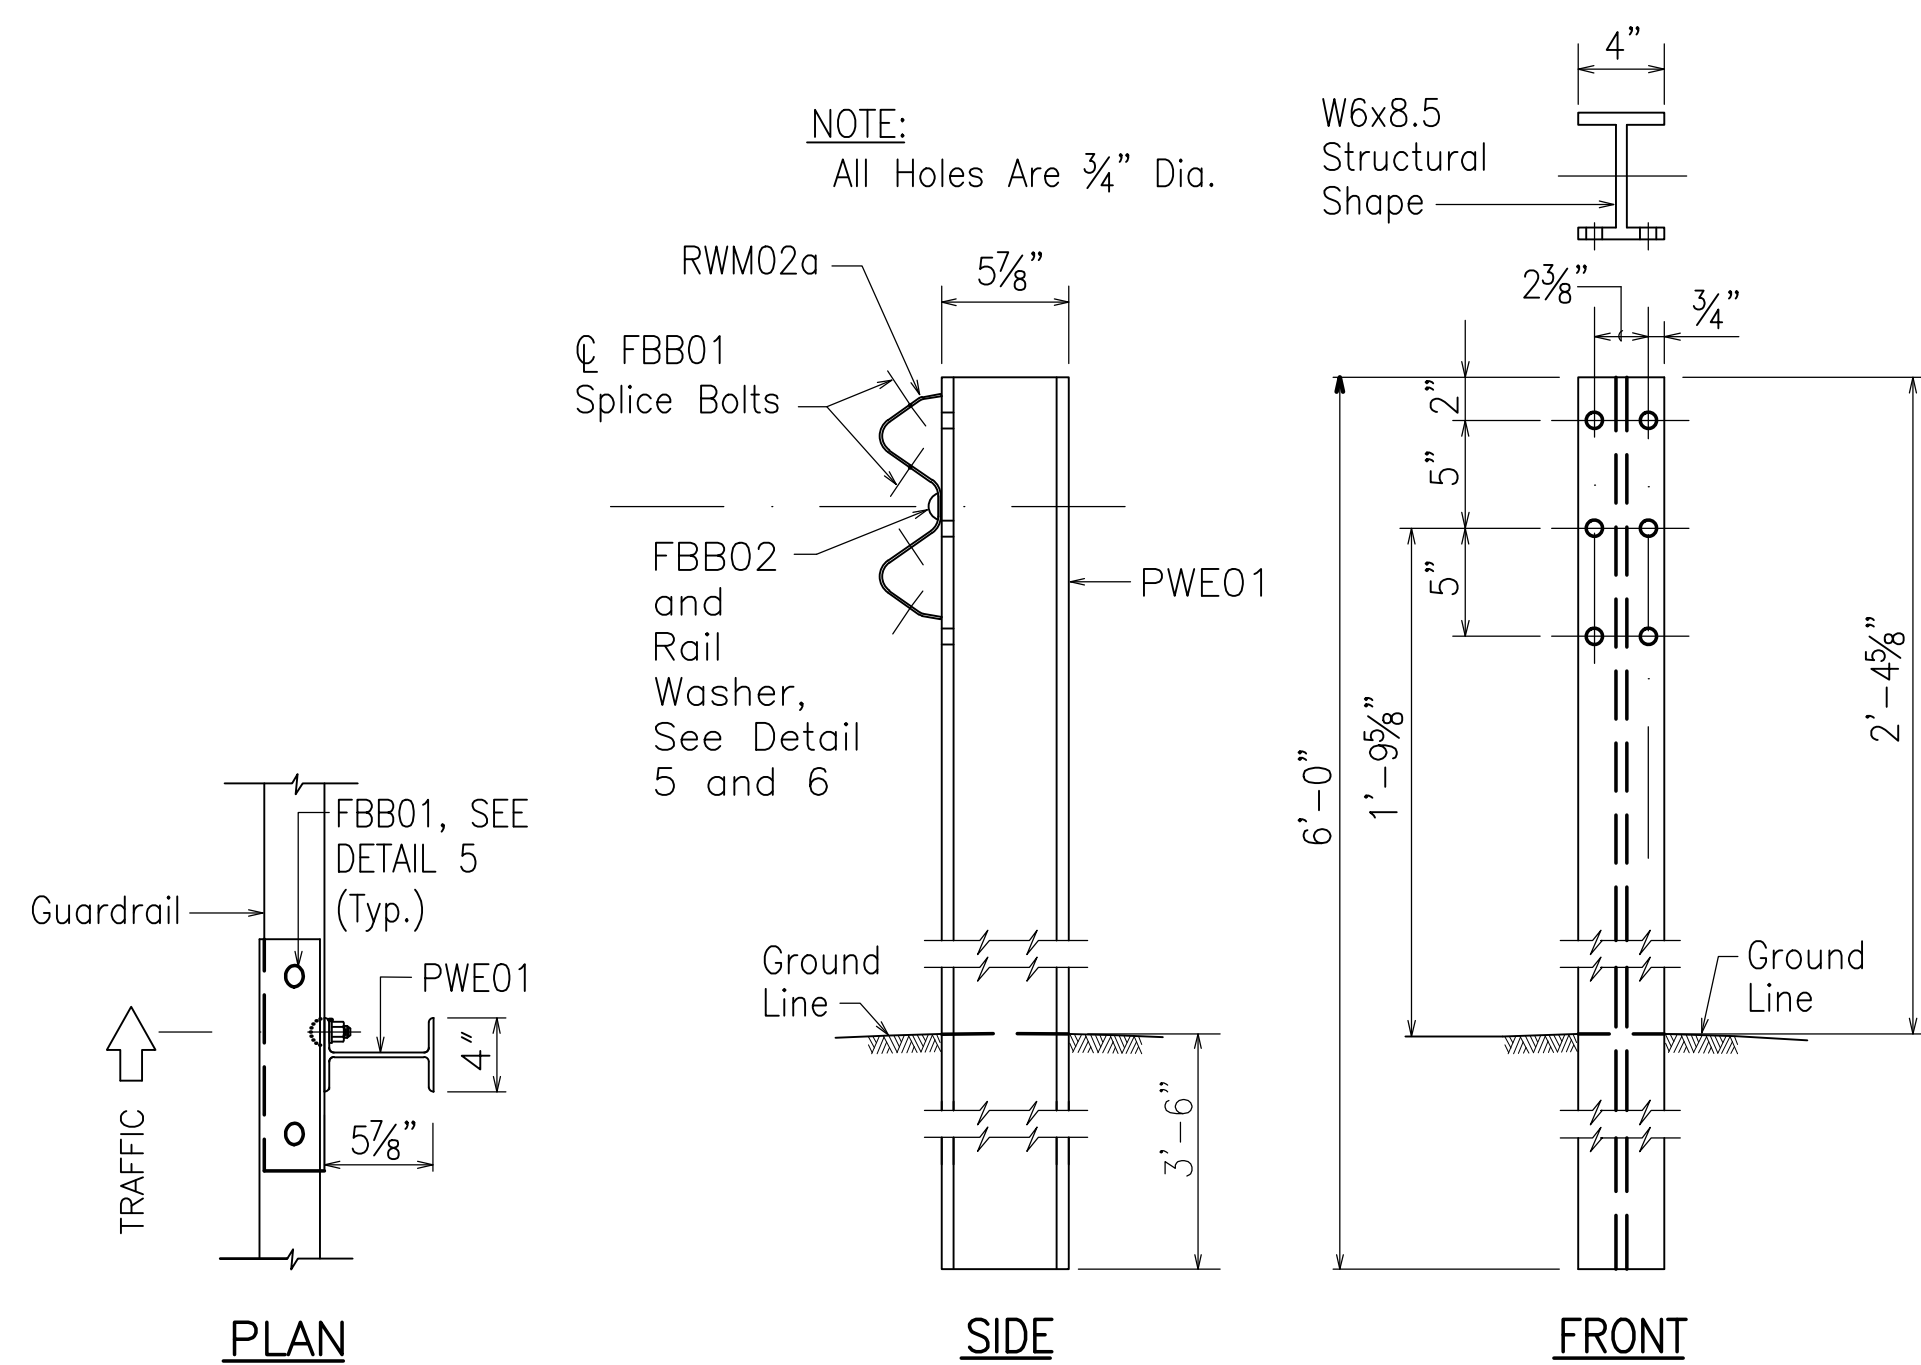 NOTE:
All Holes Are ¾” Dia.
4”
W6x8.5
Structural
Shape
RWM02a
5⅞”
2⅜”
¾”
℄ FBB01
Splice Bolts
2”
5”
5”
FBB02
and
Rail
Washer,
See Detail
5 and 6
PWE01
6’-0”
1’-9⅝”
2’-4⅝”
FBB01, SEE
DETAIL 5
(Typ.)
Guardrail
PWE01
4”
5⅞”
TRAFFIC
Ground
Line
3’-6”
Ground
Line
PLAN
SIDE
FRONT